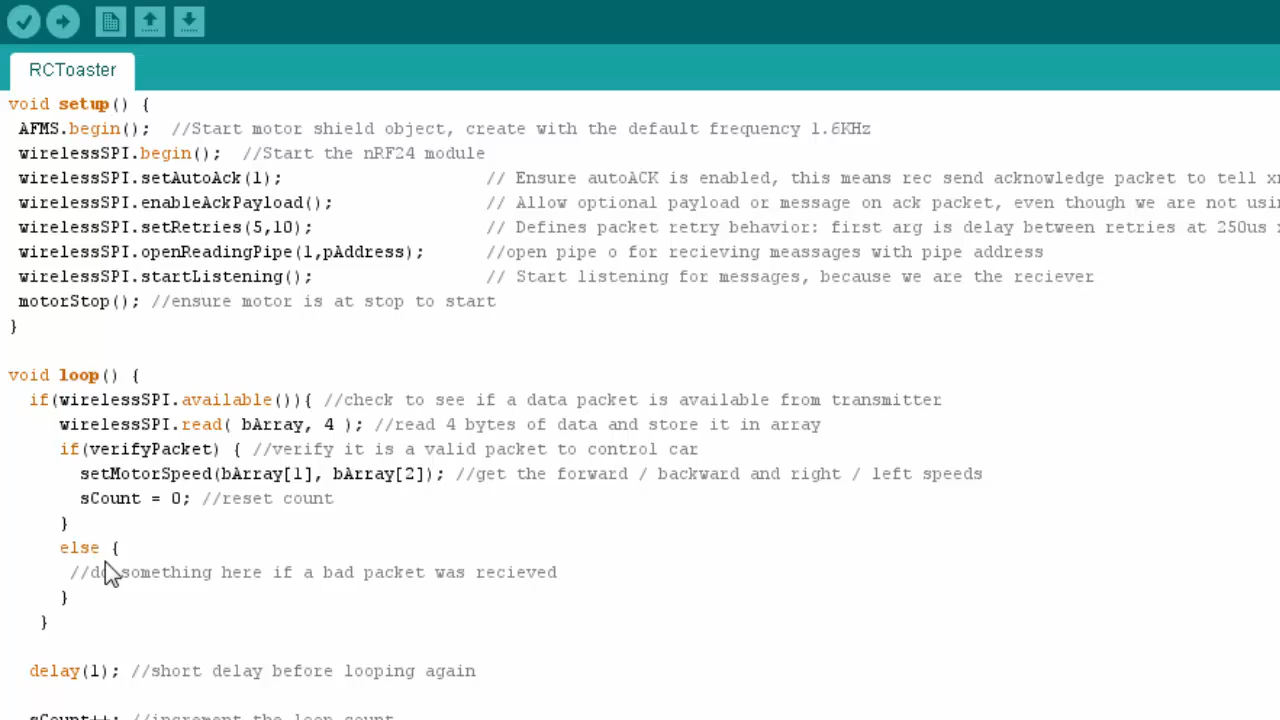 RCToaster
void setup() {
AFMS.begin(); //Start motor shield object, create with the default frequency 1.6KHz
wirelessSPI.begin(); //Start the nRF24 module
wirelessSPI.setAutoAck(1); // Ensure autoACK is enabled, this means rec send acknowledge packet to tell
wirelessSPI.enableAckPayload(); // Allow optional payload or message on ack packet, even though we are not
wirelessSPI.setRetries(5,10); // Defines packet retry behavior: first arg is delay between retries at 250us
wirelessSPI.openReadingPipe(1,pAddress); //open pipe o for recieving meassages with pipe address
wirelessSPI.startListening(); // Start listening for messages, because we are the reciever
motorStop(); //ensure motor is at stop to start
}
void loop() {
if(wirelessSPI.available()){ //check to see if a data packet is available from transmitter
wirelessSPI.read( bArray, 4 ); //read 4 bytes of data and store it in array
if(verifyPacket) { //verify it is a valid packet to control car
setMotorSpeed(bArray[1], bArray[2]); //get the forward / backward and right / left speeds
sCount = 0; //reset count
}
else {
//do something here if a bad packet was recieved
}
}
delay(1); //short delay before looping again
sCount++; //increment the loop count